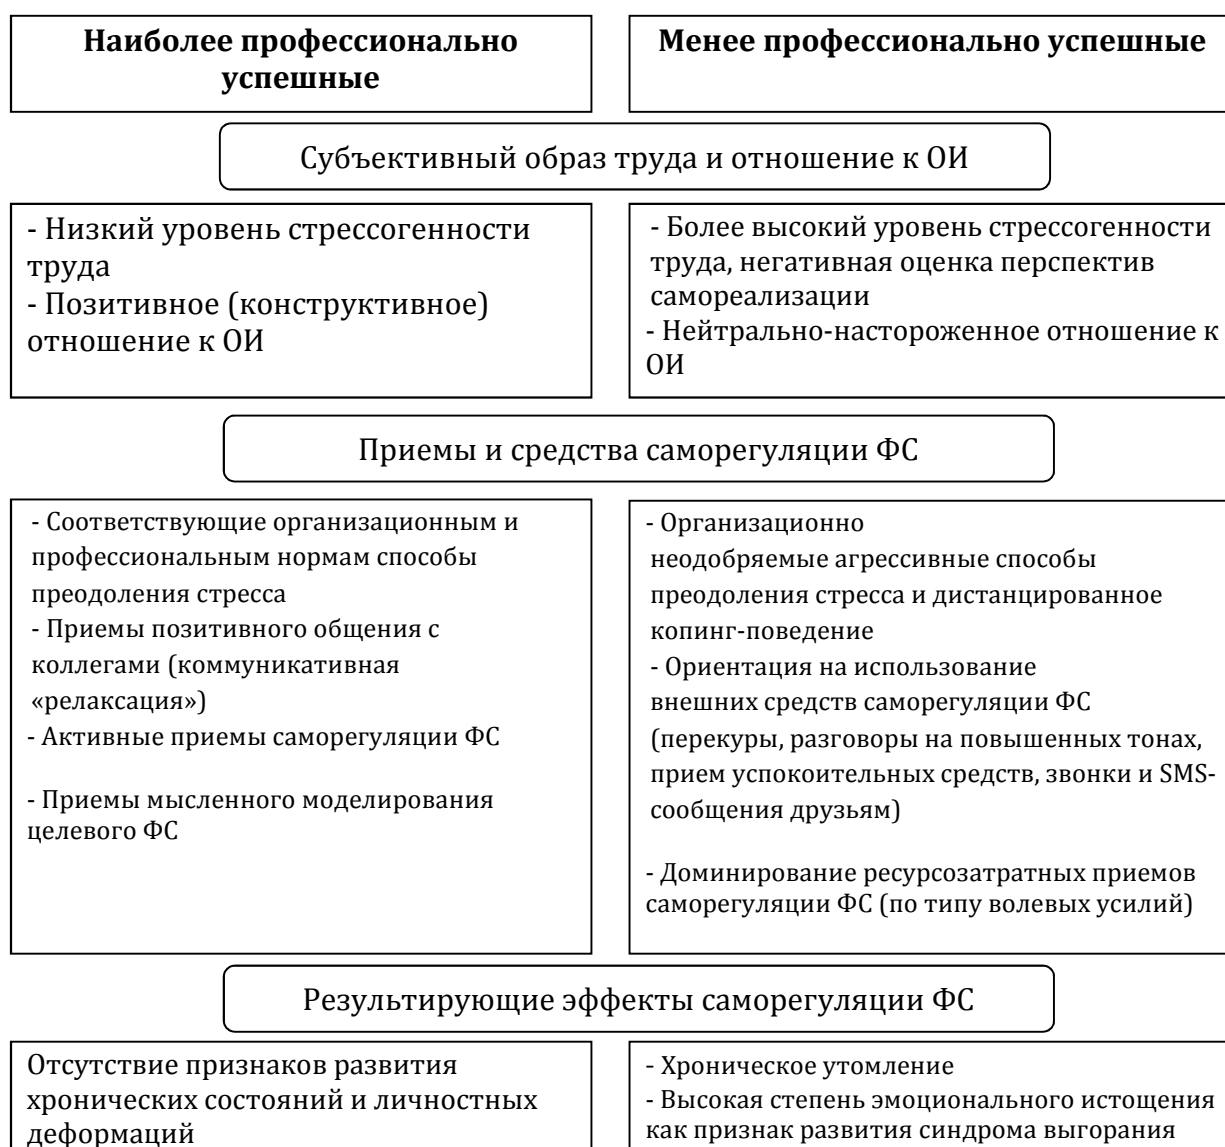 Наиболее профессионально
успешные
Менее профессионально успешные
Субъективный образ труда и отношение к ОИ
- Низкий уровень стрессогенности
труда
- Позитивное (конструктивное)
отношение к ОИ
- Более высокий уровень стрессогенности
труда, негативная оценка перспектив
самореализации
- Нейтрально-настороженное отношение к
ОИ
Приемы и средства саморегуляции ФС
- Соответствующие организационным и
профессиональным нормам способы
преодоления стресса
- Приемы позитивного общения с
коллегами (коммуникативная
«релаксация»)
- Активные приемы саморегуляции ФС
- Приемы мысленного моделирования
целевого ФС
- Организационно
неодобряемые агрессивные способы
преодоления стресса и дистанцированное
копинг-поведение
- Ориентация на использование
внешних средств саморегуляции ФС
(перекуры, разговоры на повышенных тонах,
прием успокоительных средств, звонки и SMS-
сообщения друзьям)
- Доминирование ресурсозатратных приемов
саморегуляции ФС (по типу волевых усилий)
Результирующие эффекты саморегуляции ФС
Отсутствие признаков развития
хронических состояний и личностных
деформаций
- Хроническое утомление
- Высокая степень эмоционального истощения
как признак развития синдрома выгорания